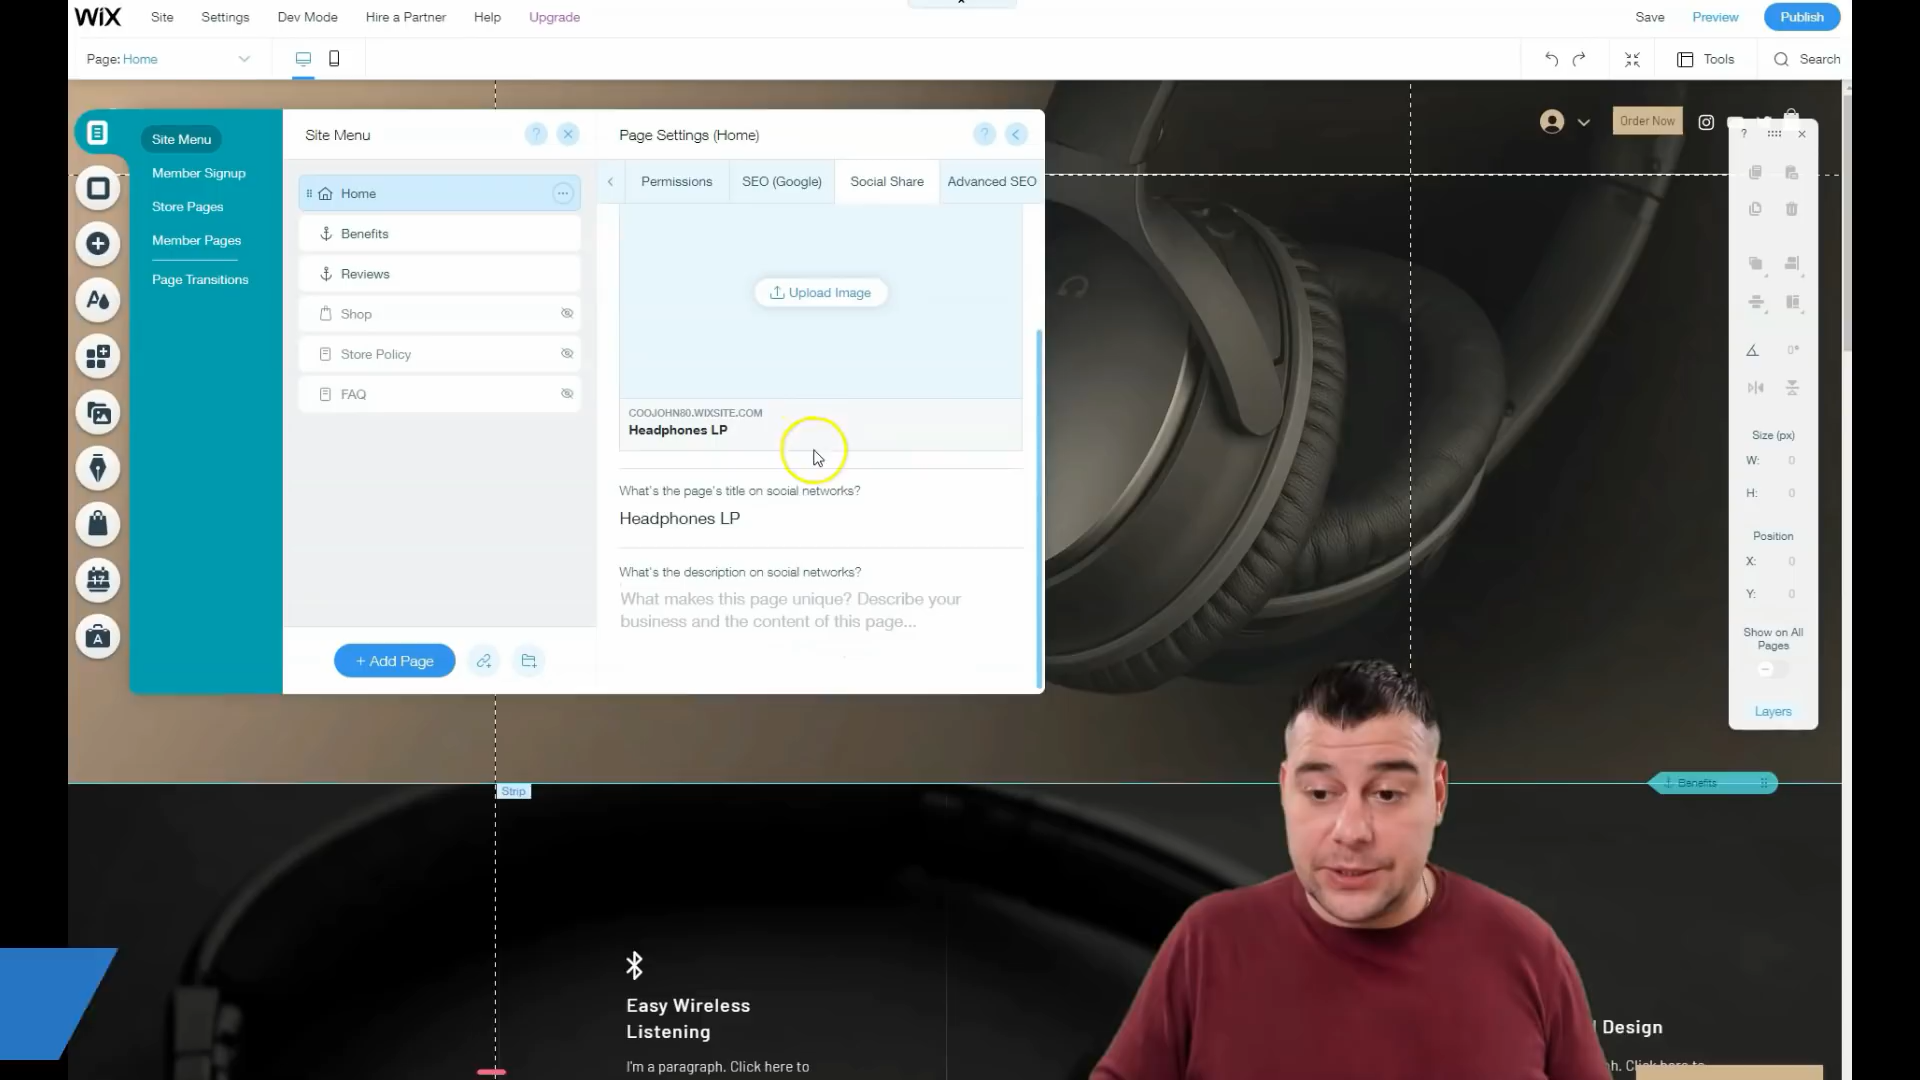 WiX Site Settings Dev Mode Hire a Partner Help Upgrade Save Preview Publish
Page: Home Tools Search
Site Menu
Member Signup
Store Pages
Member Pages
Page Transitions
Site Menu ?
Home
Benefits
Reviews
Shop
Store Policy
FAQ
+ Add Page
Page Settings (Home) ?
Permissions SEO (Google) Social Share Advanced SEO
Upload Image
COOJOHN80.WIXSITE.COM
Headphones LP
What's the page's title on social networks?
Headphones LP
What's the description on social networks?
What makes this page unique? Describe your
business and the content of this page...
Order Now
?
0°
Size (px)
W: 0
H: 0
Position
X: 0
Y: 0
Show on All
Pages
Layers
Benefits
Strip
Easy Wireless
Listening
I'm a paragraph. Click here to
Design